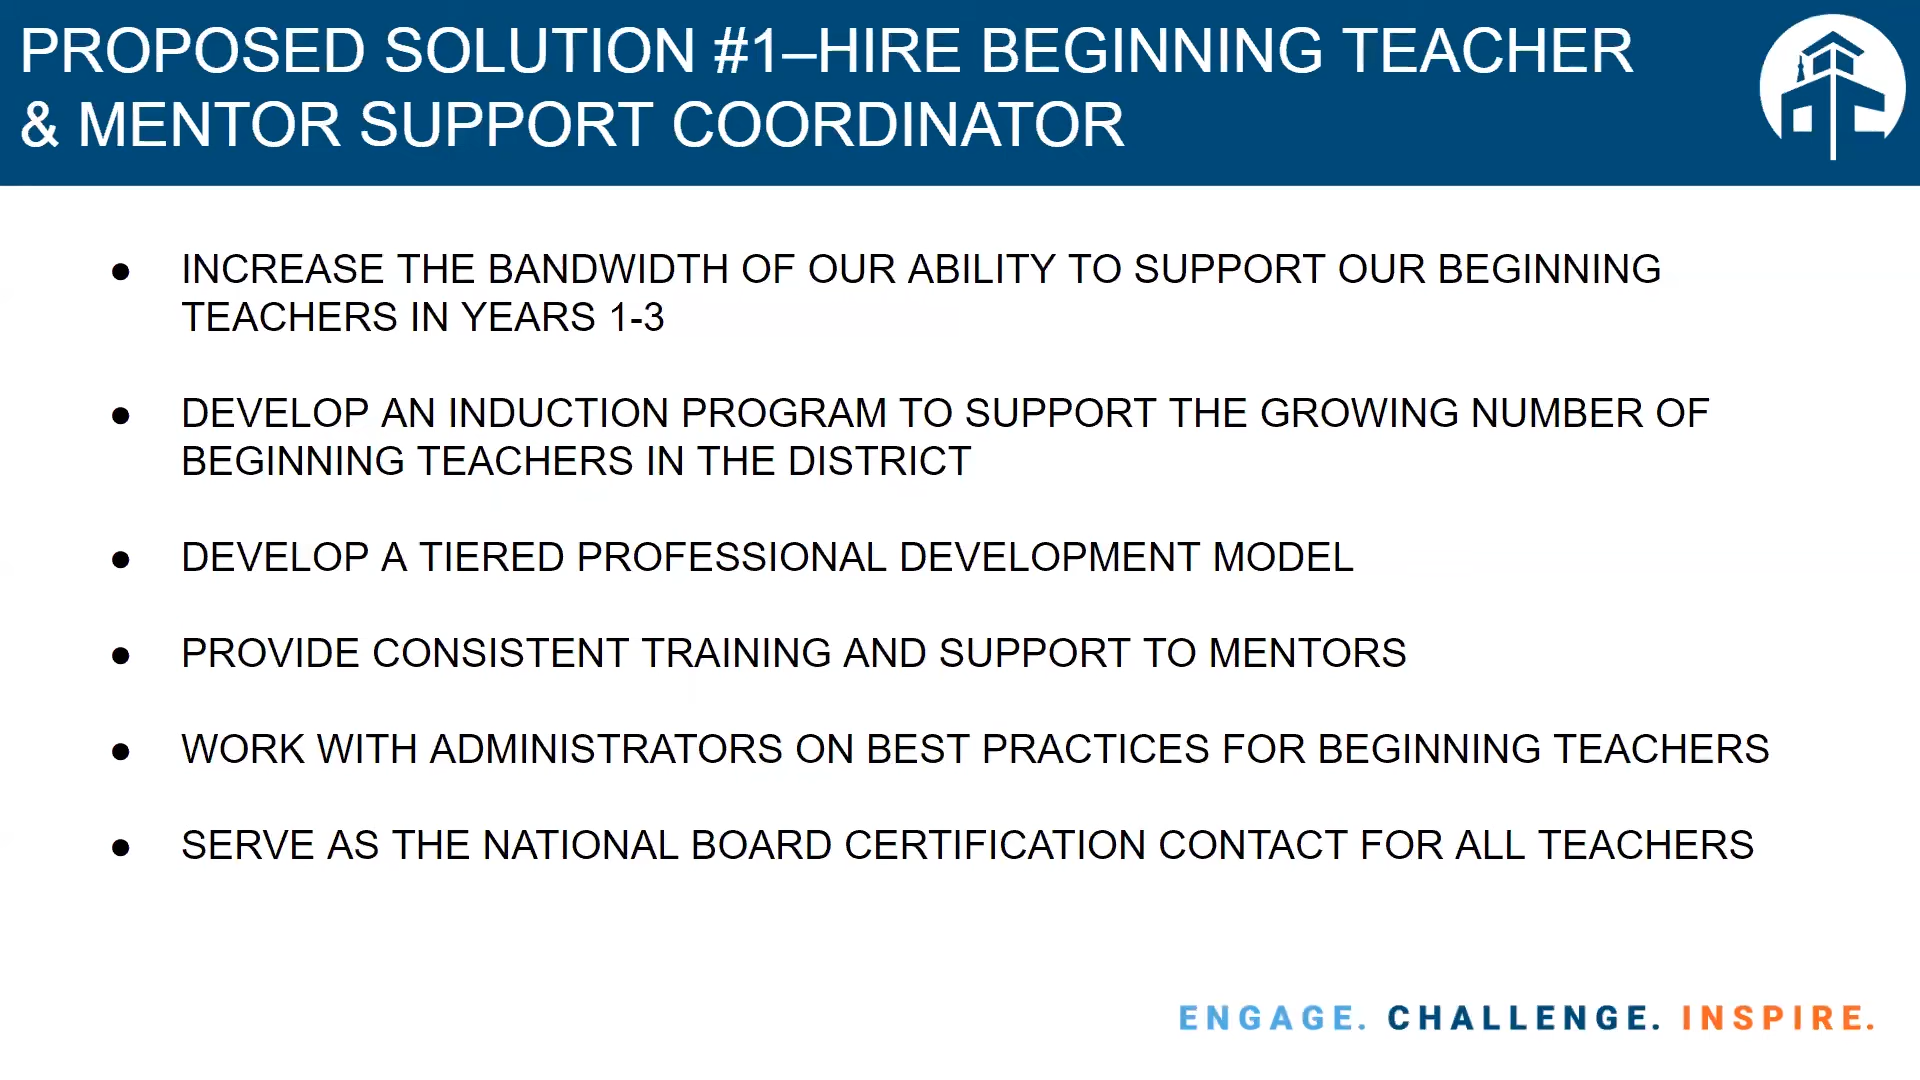 PROPOSED SOLUTION #1–HIRE BEGINNING TEACHER
& MENTOR SUPPORT COORDINATOR
● INCREASE THE BANDWIDTH OF OUR ABILITY TO SUPPORT OUR BEGINNING
TEACHERS IN YEARS 1-3
● DEVELOP AN INDUCTION PROGRAM TO SUPPORT THE GROWING NUMBER OF
BEGINNING TEACHERS IN THE DISTRICT
● DEVELOP A TIERED PROFESSIONAL DEVELOPMENT MODEL
● PROVIDE CONSISTENT TRAINING AND SUPPORT TO MENTORS
● WORK WITH ADMINISTRATORS ON BEST PRACTICES FOR BEGINNING TEACHERS
● SERVE AS THE NATIONAL BOARD CERTIFICATION CONTACT FOR ALL TEACHERS
ENGAGE. CHALLENGE. INSPIRE.